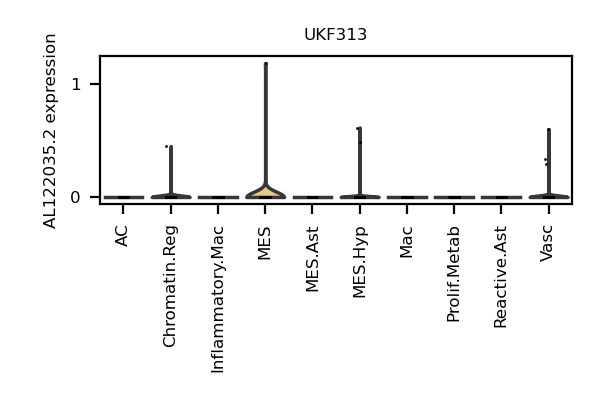 UKF313
AL122035.2 expression
1
0
AC
Chromatin.Reg
Inflammatory.Mac
MES
MES.Ast
MES.Hyp
Mac
Prolif.Metab
Reactive.Ast
Vasc